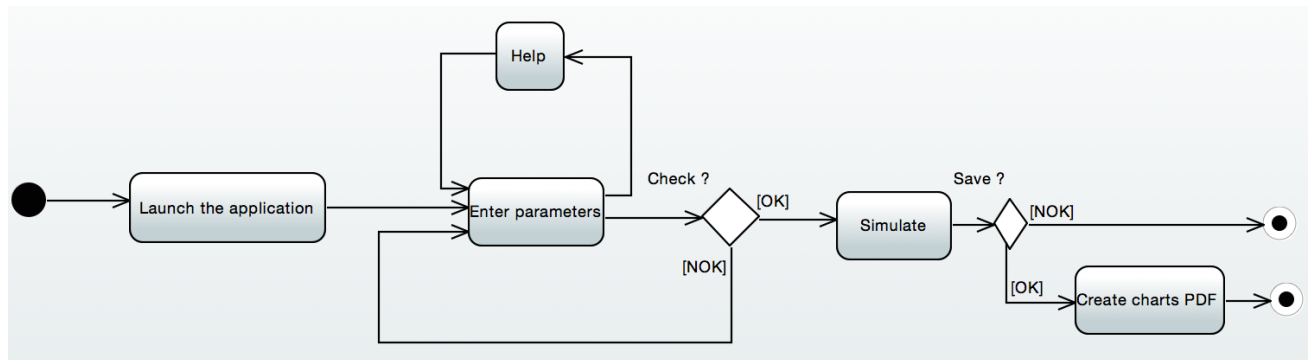 Help
Launch the application
Enter parameters
Check ?
[OK]
[NOK]
Simulate
Save ?
[NOK]
[OK]
Create charts PDF